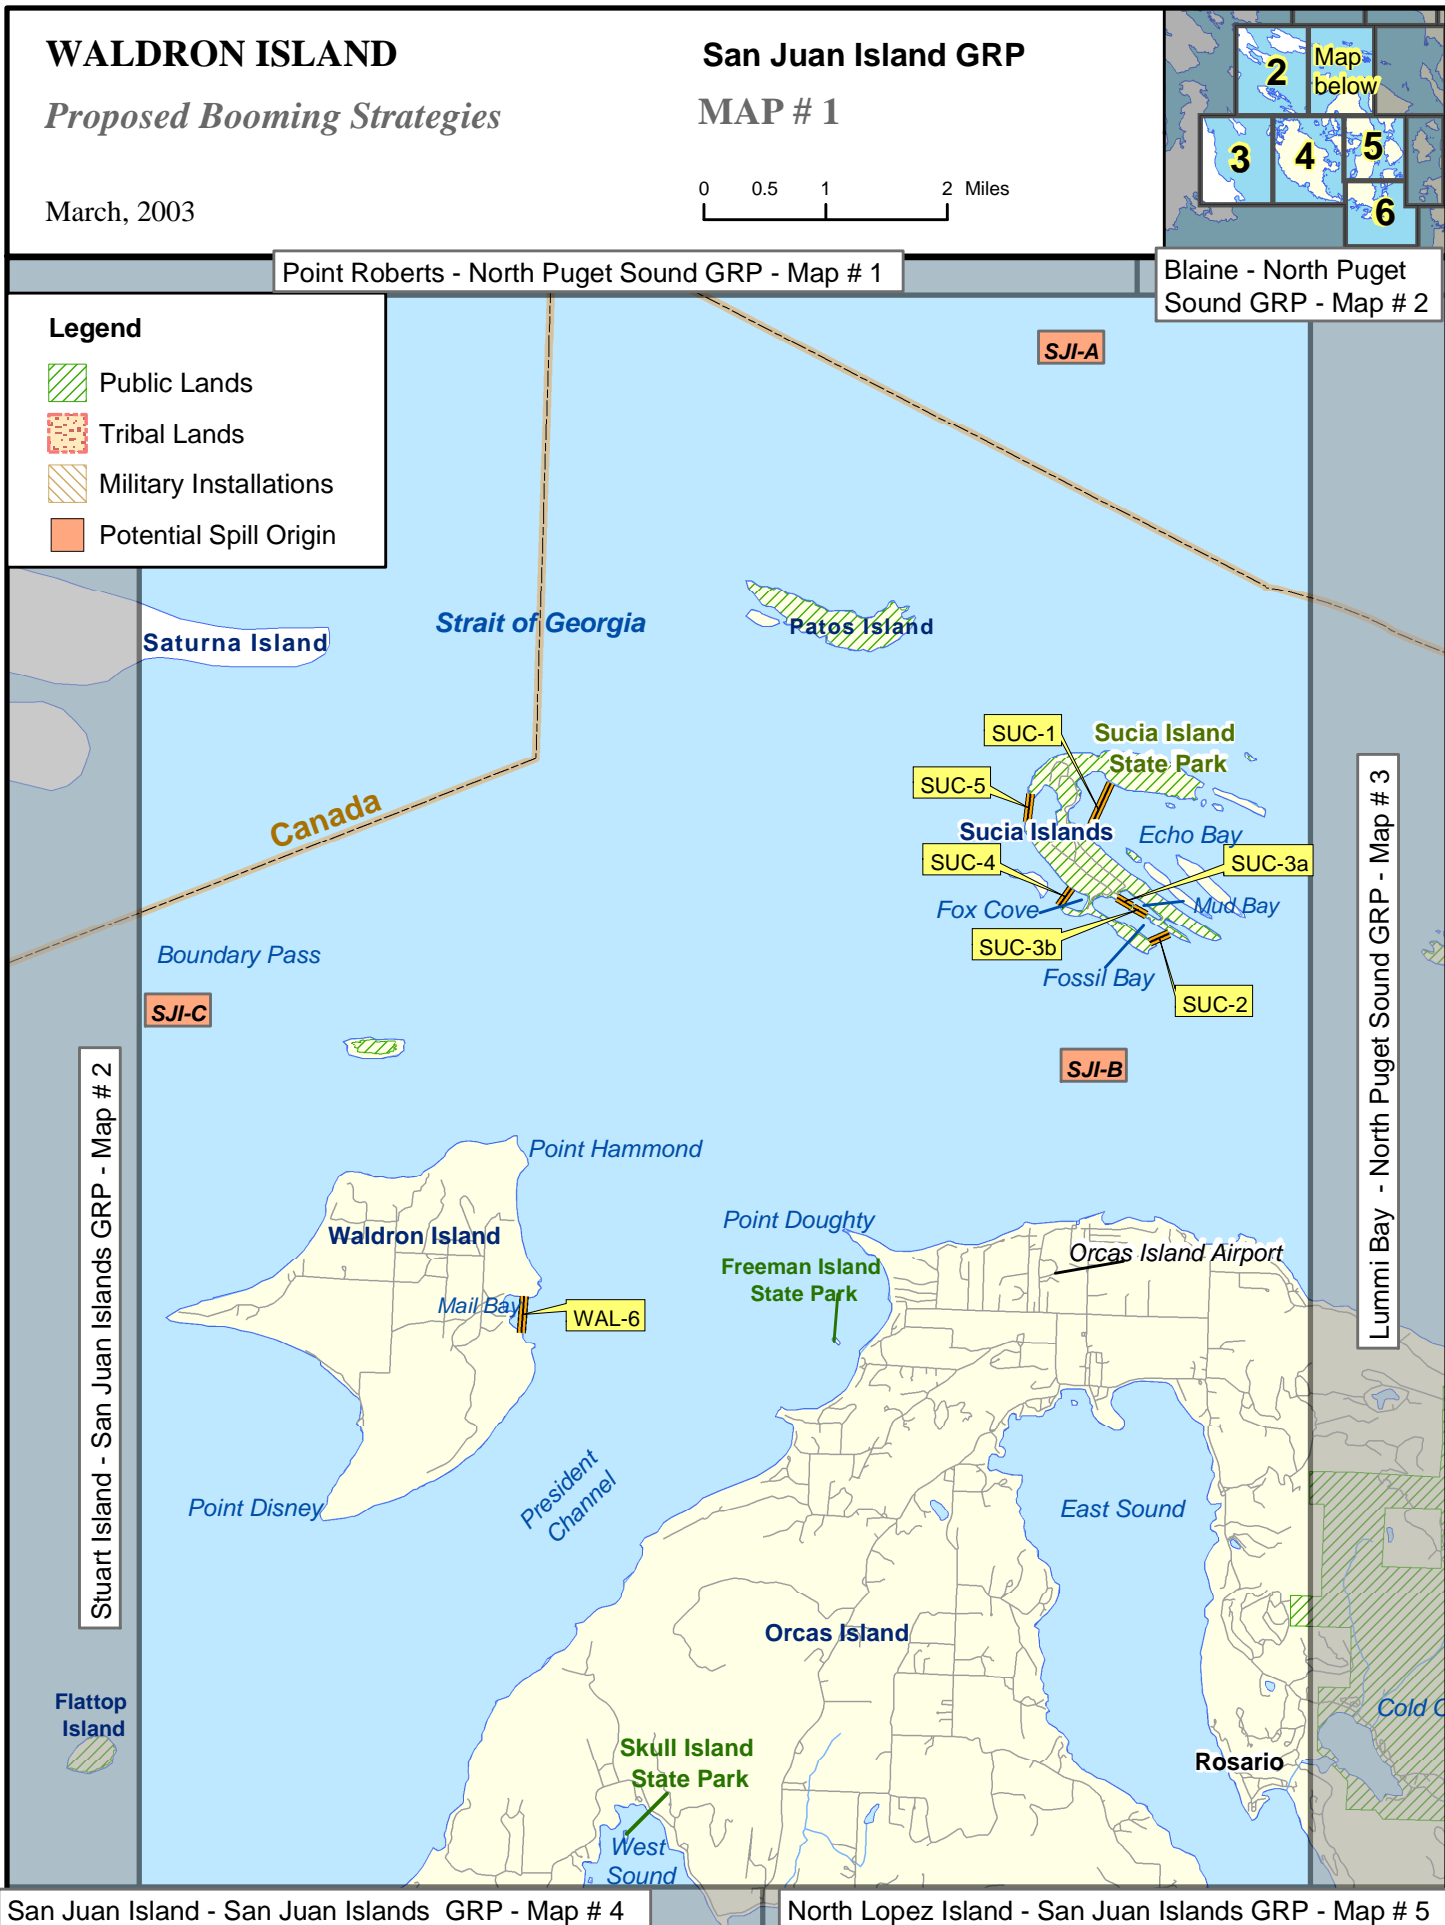 WALDRON ISLAND
Proposed Booming Strategies
March, 2003
San Juan Island GRP
MAP # 1
0 0.5 1 2 Miles
2
Map
below
3
4
5
6
Point Roberts - North Puget Sound GRP - Map # 1
Blaine - North Puget
Sound GRP - Map # 2
Legend
Public Lands
Tribal Lands
Military Installations
Potential Spill Origin
SJI-A
Saturna Island
Strait of Georgia
Patos Island
SUC-1
Sucia Island
State Park
SUC-5
Canada
Sucia Islands
Echo Bay
SUC-4
SUC-3a
Fox Cove
Mud Bay
SUC-3b
Fossil Bay
SUC-2
Boundary Pass
SJI-C
SJI-B
Lummi Bay - North Puget Sound GRP - Map # 3
Stuart Island - San Juan Islands GRP - Map # 2
Point Hammond
Waldron Island
Point Doughty
Orcas Island Airport
Freeman Island
State Park
Mail Bay
WAL-6
President
Channel
Point Disney
East Sound
Orcas Island
Flattop
Island
Cold C
Skull Island
State Park
Rosario
West
Sound
San Juan Island - San Juan Islands GRP - Map # 4
North Lopez Island - San Juan Islands GRP - Map # 5